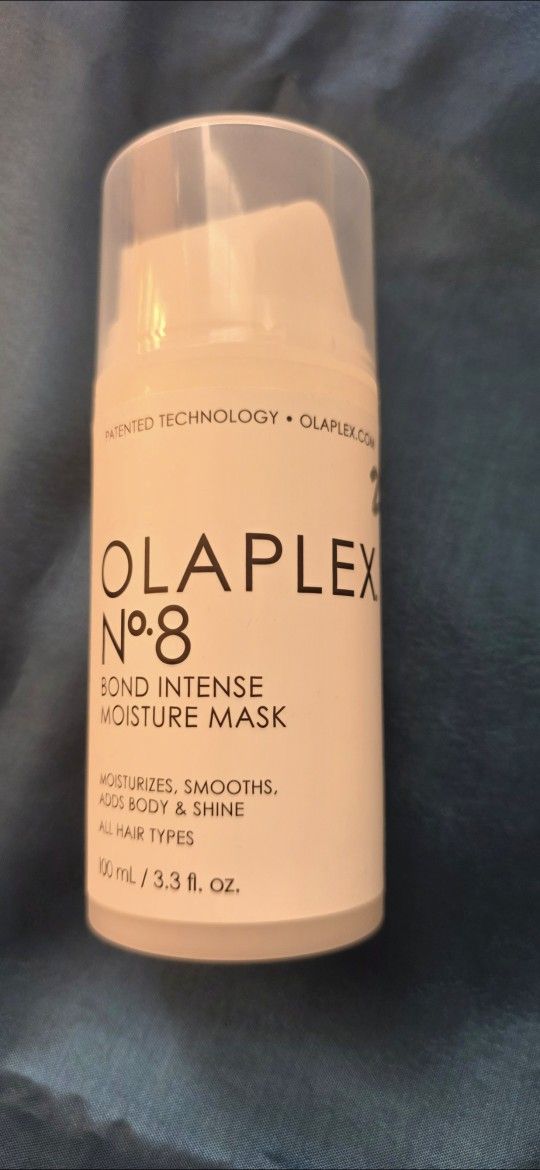 PATENTED TECHNOLOGY • OLAPLEX.COM
2
OLAPLEX.
Nº.8
BOND INTENSE
MOISTURE MASK
MOISTURIZES, SMOOTHS,
ADDS BODY & SHINE
ALL HAIR TYPES
100 mL / 3.3 fl. oz.